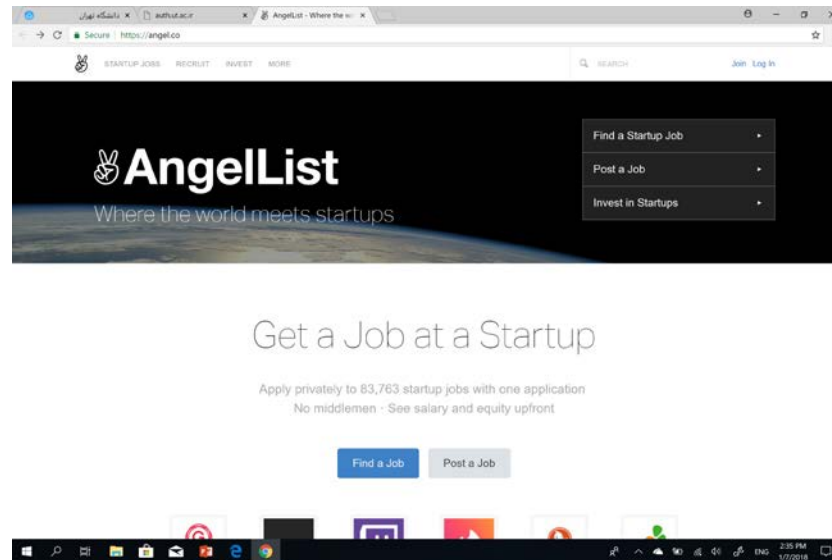 دانشگاه تهران
auth.ut.ac.ir
AngelList - Where the wo
Secure | https://angel.co
STARTUP JOBS RECRUIT INVEST MORE
SEARCH
Join Log In
AngelList
Where the world meets startups
Find a Startup Job
Post a Job
Invest in Startups
Get a Job at a Startup
Apply privately to 83,763 startup jobs with one application
No middlemen · See salary and equity upfront
Find a Job Post a Job
ENG
2:35 PM
1/7/2018